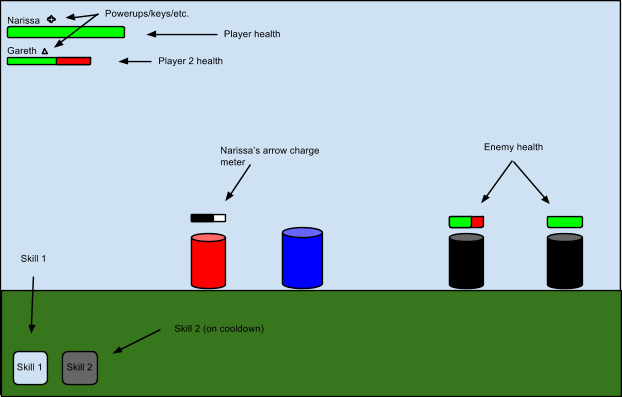 Powerups/keys/etc.
Narissa
Player health
Gareth
Player 2 health
Narissa's arrow charge
meter
Enemy health
Skill 1
Skill 2 (on cooldown)
Skill 1
Skill 2